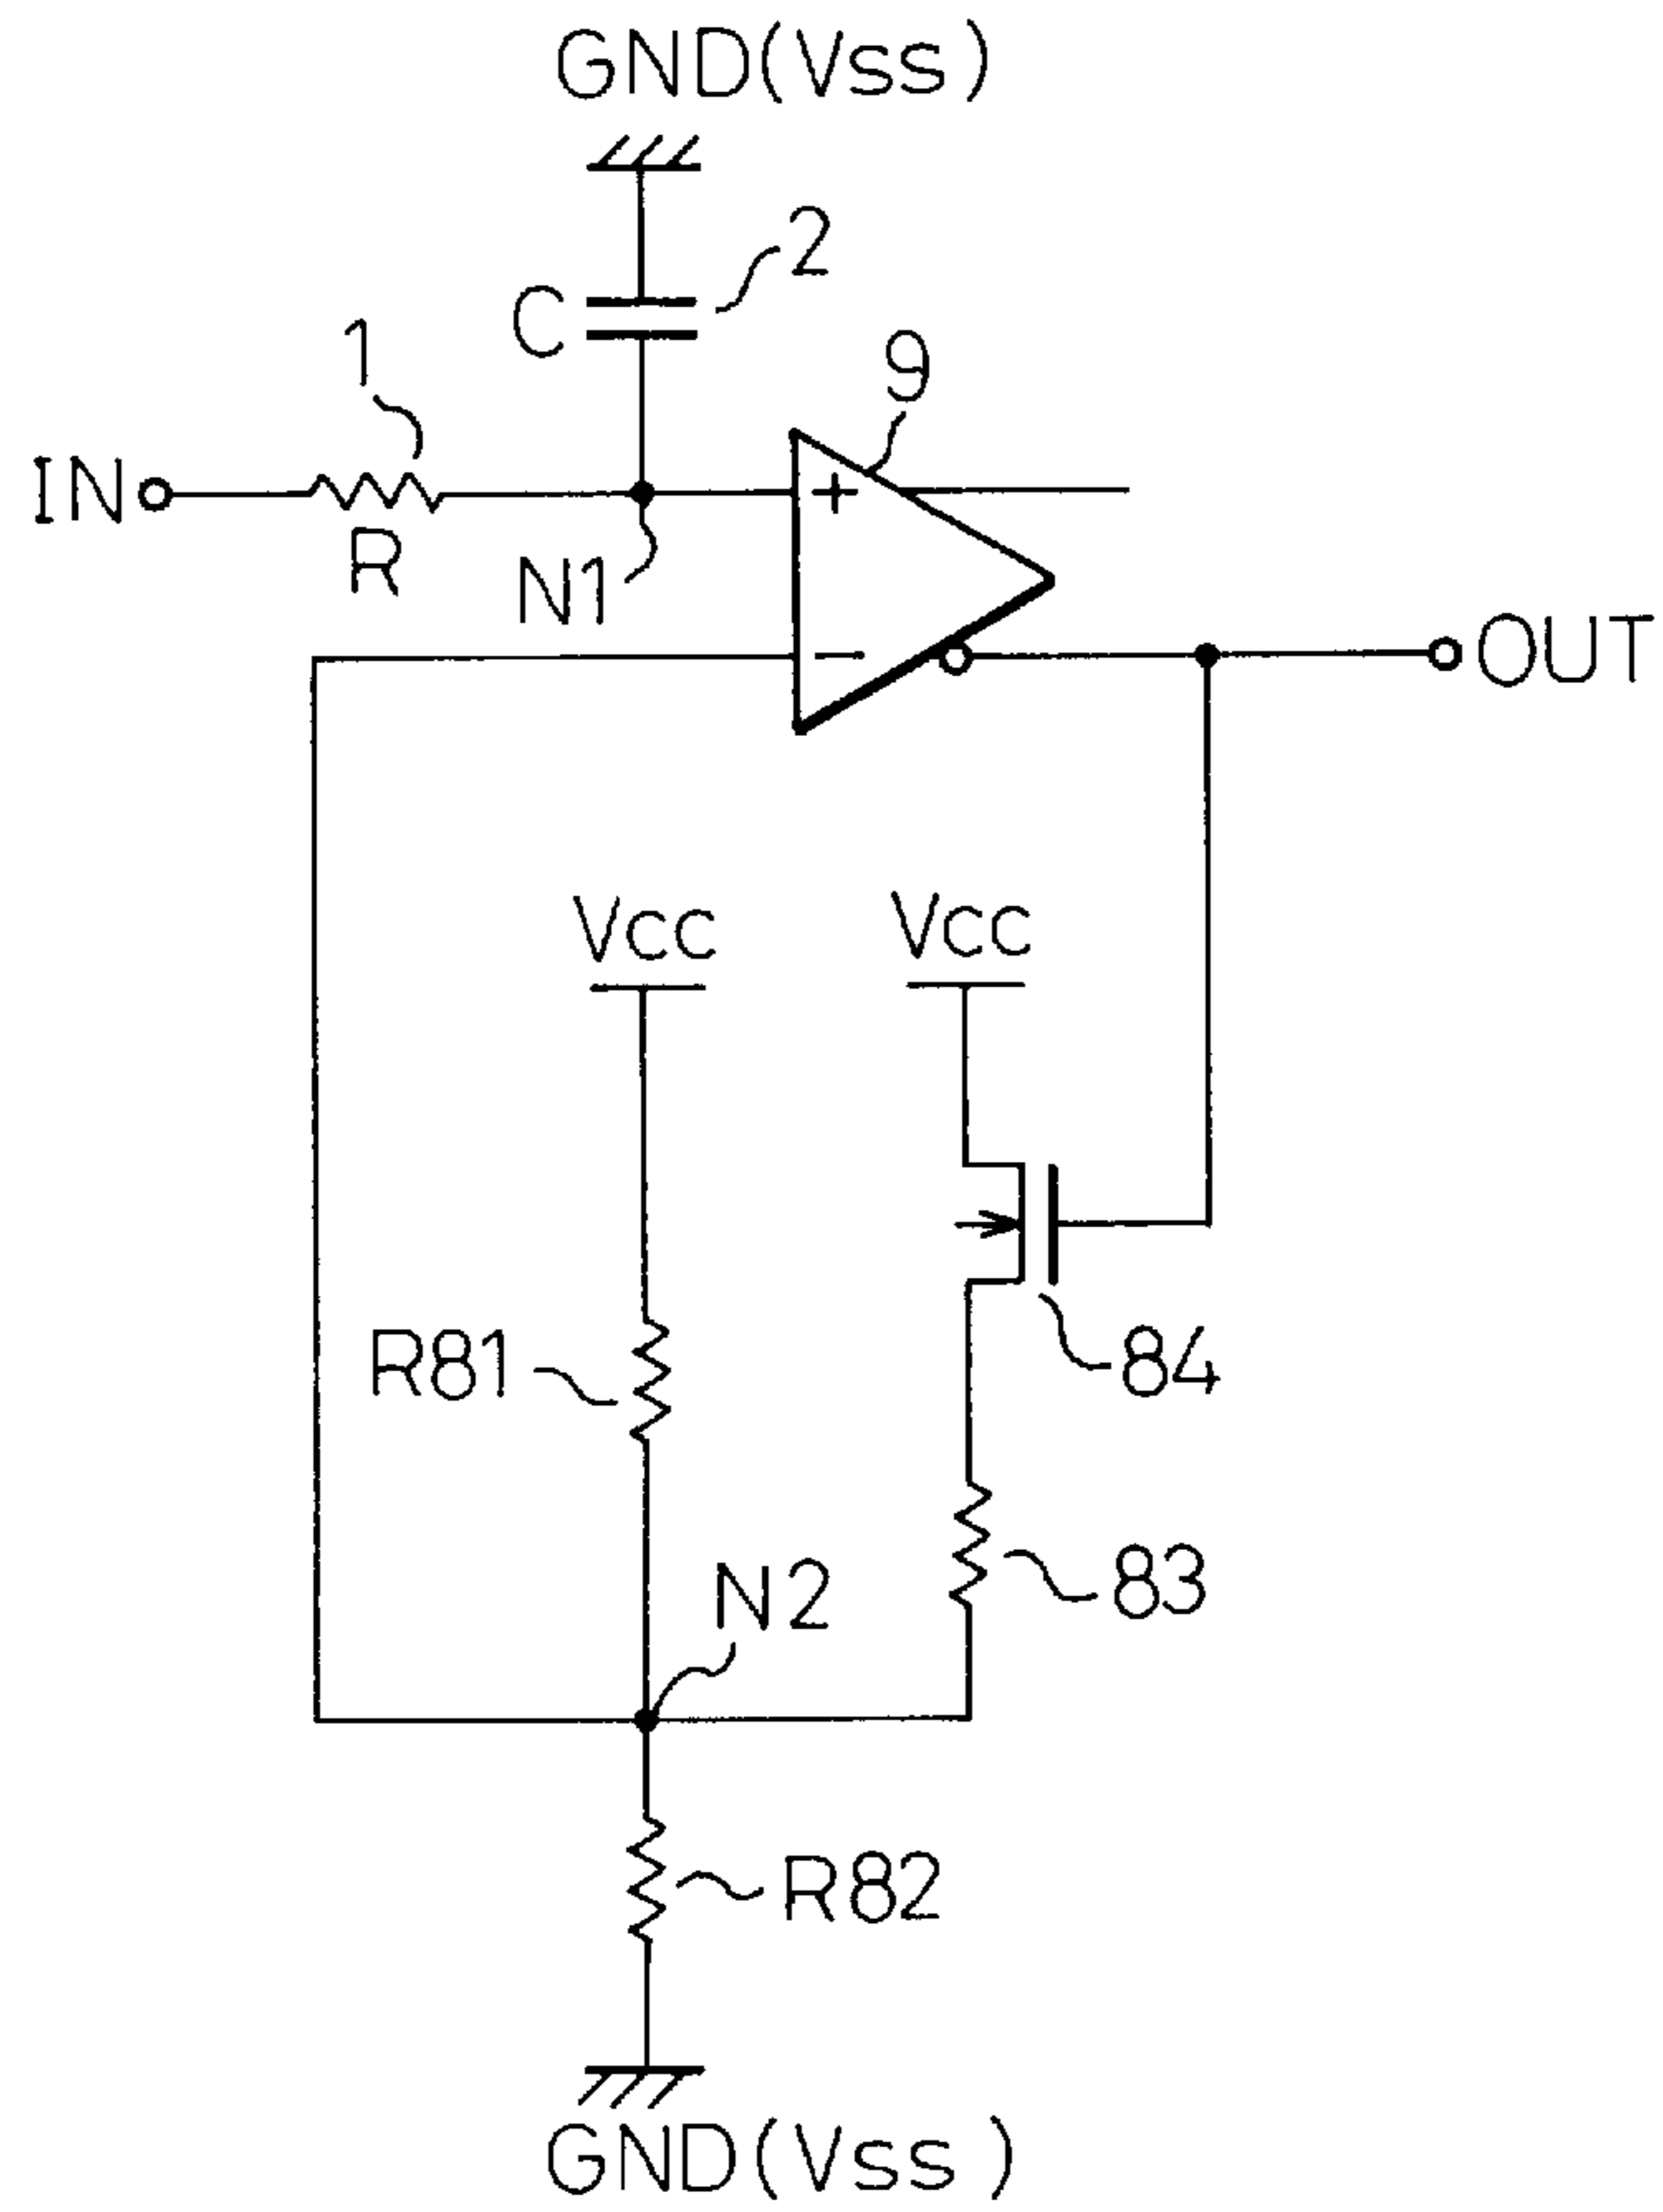 GND(Vss)
2
C
1
9
IN
+
R
N1
−
OUT
Vcc
Vcc
R81
84
N2
83
R82
GND(Vss)